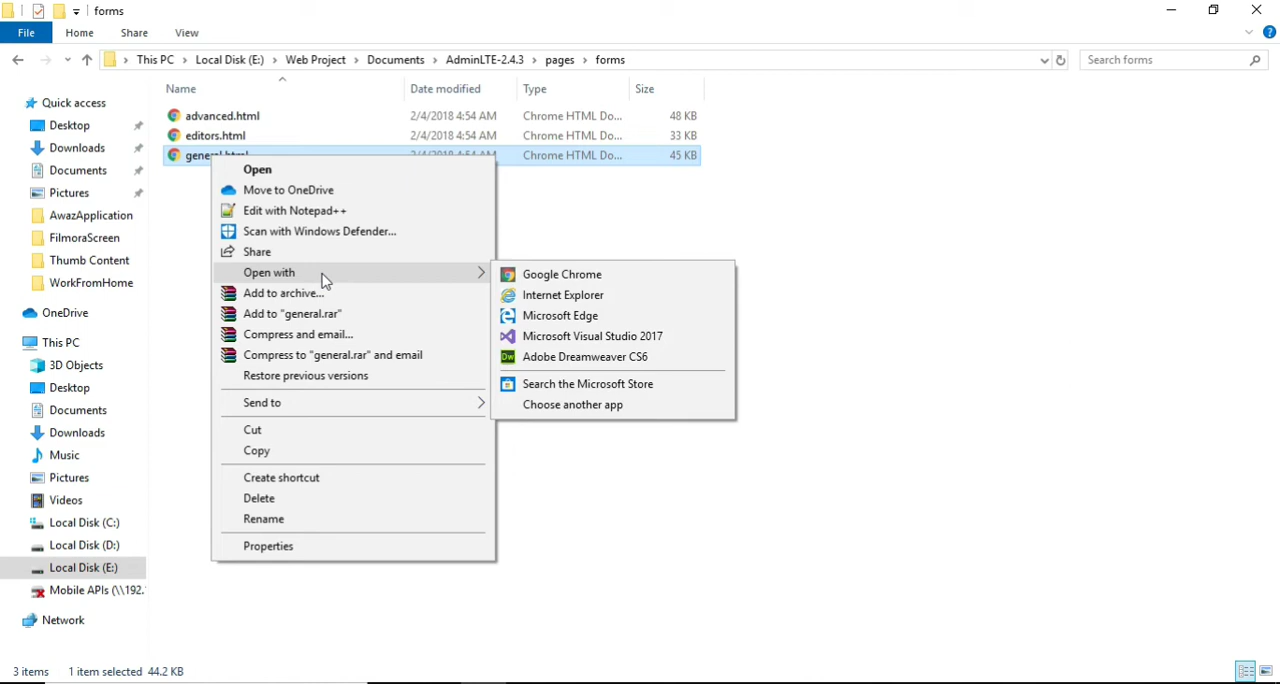 forms
File Home Share View
This PC Local Disk (E:) Web Project Documents AdminLTE-2.4.3 pages forms
Search forms
Name Date modified Type Size
advanced.html 2/4/2018 4:54 AM Chrome HTML Do... 48 KB
editors.html 2/4/2018 4:54 AM Chrome HTML Do... 33 KB
general.html 2/4/2018 4:54 AM Chrome HTML Do... 45 KB
Quick access
Desktop
Downloads
Documents
Pictures
AwazApplication
FilmoraScreen
Thumb Content
WorkFromHome
OneDrive
This PC
3D Objects
Desktop
Documents
Downloads
Music
Pictures
Videos
Local Disk (C:)
Local Disk (D:)
Local Disk (E:)
Mobile APIs (\\192.
Network
Open
Move to OneDrive
Edit with Notepad++
Scan with Windows Defender...
Share
Open with
Add to archive...
Add to "general.rar"
Compress and email...
Compress to "general.rar" and email
Restore previous versions
Send to
Cut
Copy
Create shortcut
Delete
Rename
Properties
Google Chrome
Internet Explorer
Microsoft Edge
Microsoft Visual Studio 2017
Dw Adobe Dreamweaver CS6
Search the Microsoft Store
Choose another app
3 items 1 item selected 44.2 KB